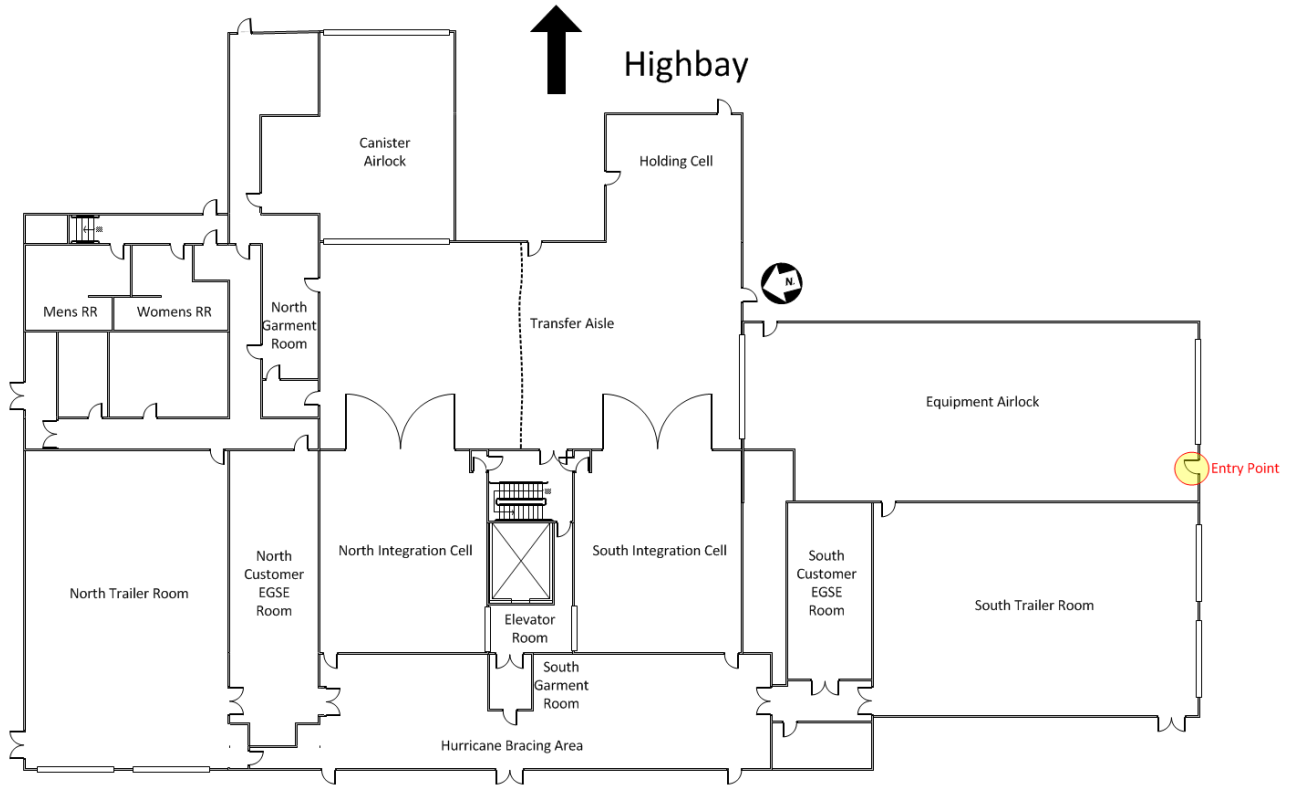 Highbay
Canister
Airlock
Holding Cell
N.
Mens RR
Womens RR
North
Garment
Room
Transfer Aisle
Equipment Airlock
Entry Point
North Trailer Room
North
Customer
EGSE
Room
North Integration Cell
South Integration Cell
South
Customer
EGSE
Room
South Trailer Room
Elevator
Room
South
Garment
Room
Hurricane Bracing Area